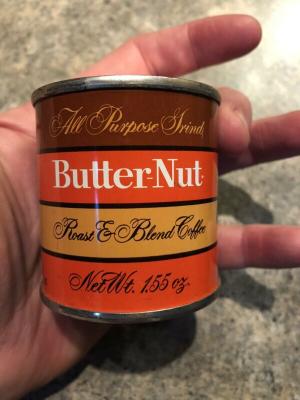 All Purpose Grind
Butter-Nut
Roast & Blend Coffee
Net Wt. 1.55 oz.